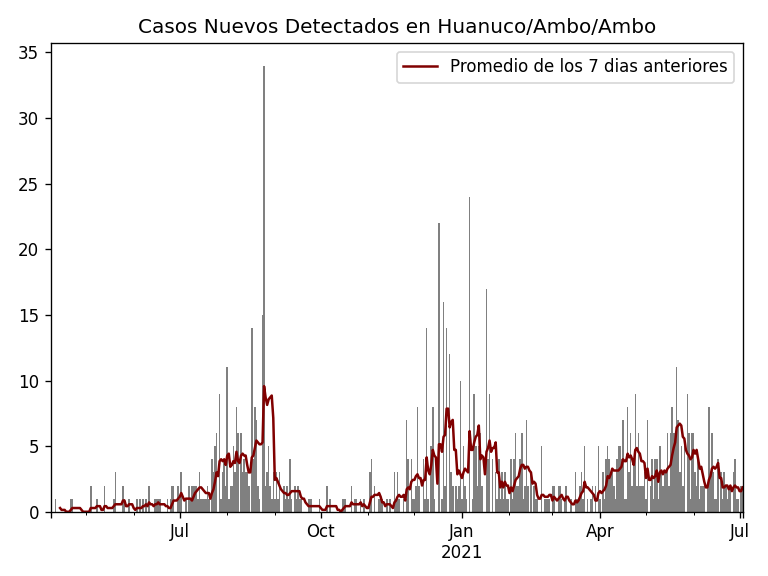 Casos Nuevos Detectados en Huanuco/Ambo/Ambo
Promedio de los 7 dias anteriores
35
30
25
20
15
10
5
0
Jul
Oct
Jan
2021
Apr
Jul